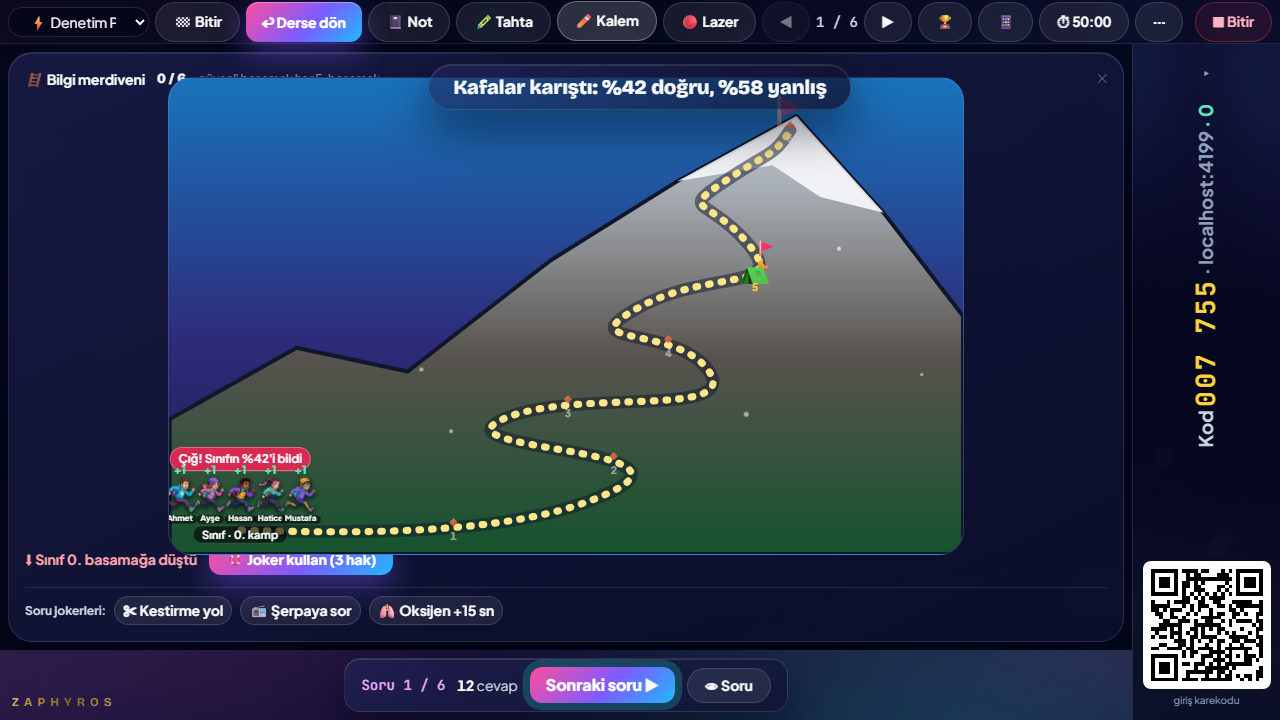 Denetim F
Bitir
Derse dön
Not
Tahta
Kalem
Lazer
1 / 6
50:00
---
Bitir
Bilgi merdiveni
0 / 6
Kafalar karıştı: %42 doğru, %58 yanlış
5
4
3
2
1
Çığ! Sınıfın %42'i bildi
+1 +1 +1 +1 +1
Ahmet Ayşe Hasan Hatice Mustafa
Sınıf · 0. kamp
Sınıf 0. basamağa düştü
Joker kullan (3 hak)
Soru jokerleri:
Kestirme yol
Şerpaya sor
Oksijen +15 sn
Soru 1 / 6
12 cevap
Sonraki soru
Soru
ZAPHYROS
Kod 007 755 · localhost:4199 · 0
giriş karekodu